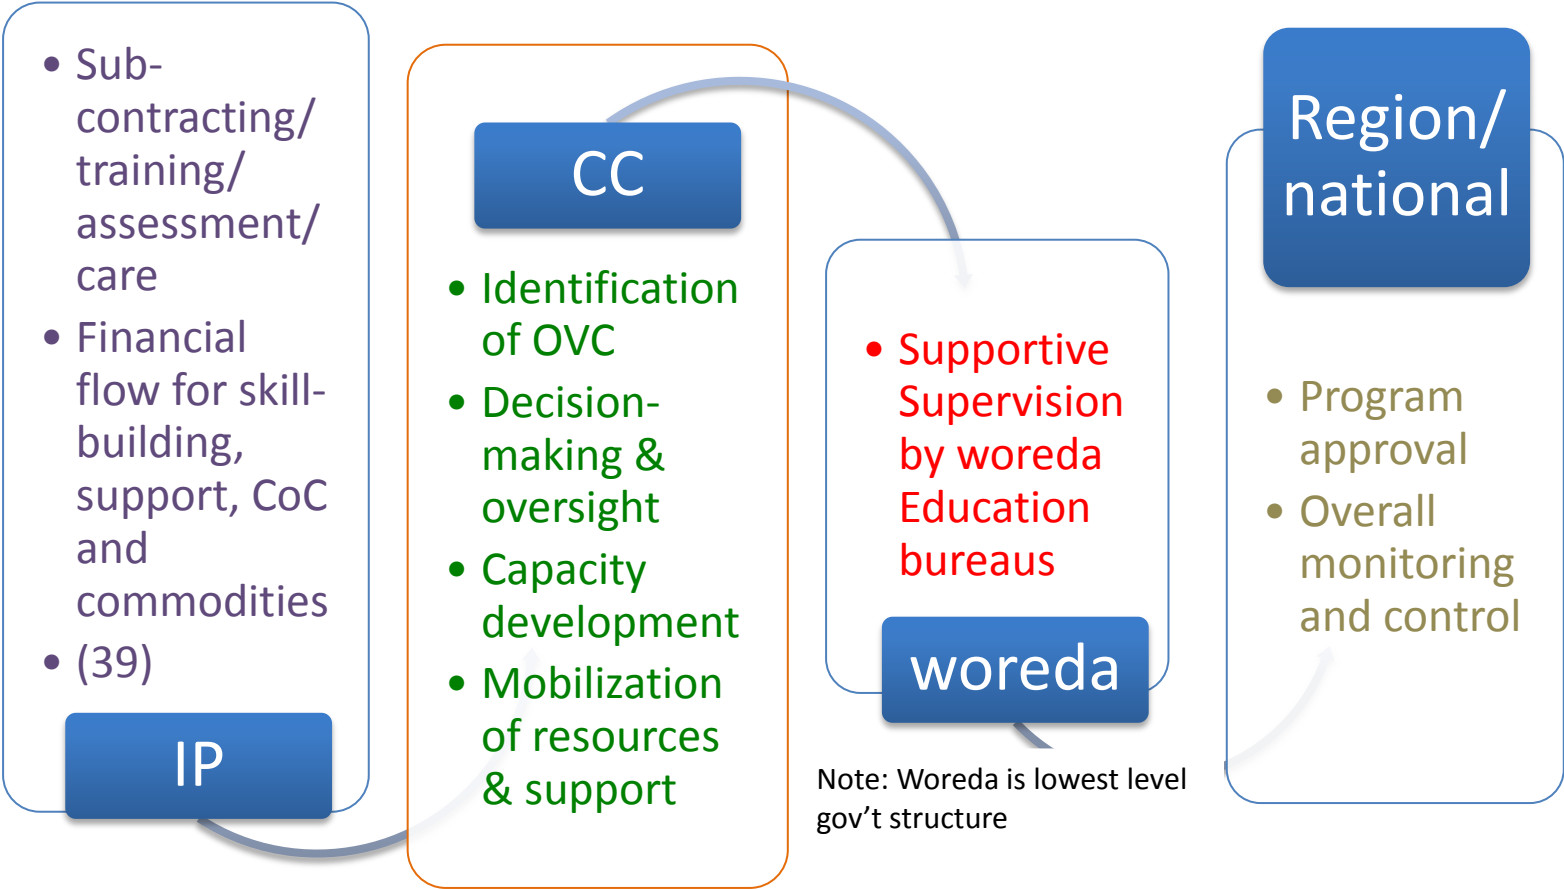 • Sub-
contracting/
training/
assessment/
care
• Financial
flow for skill-
building,
support, CoC
and
commodities
• (39)
IP
CC
• Identification
of OVC
• Decision-
making &
oversight
• Capacity
development
• Mobilization
of resources
& support
• Supportive
Supervision
by woreda
Education
bureaus
woreda
Note: Woreda is lowest level
gov’t structure
Region/
national
• Program
approval
• Overall
monitoring
and control